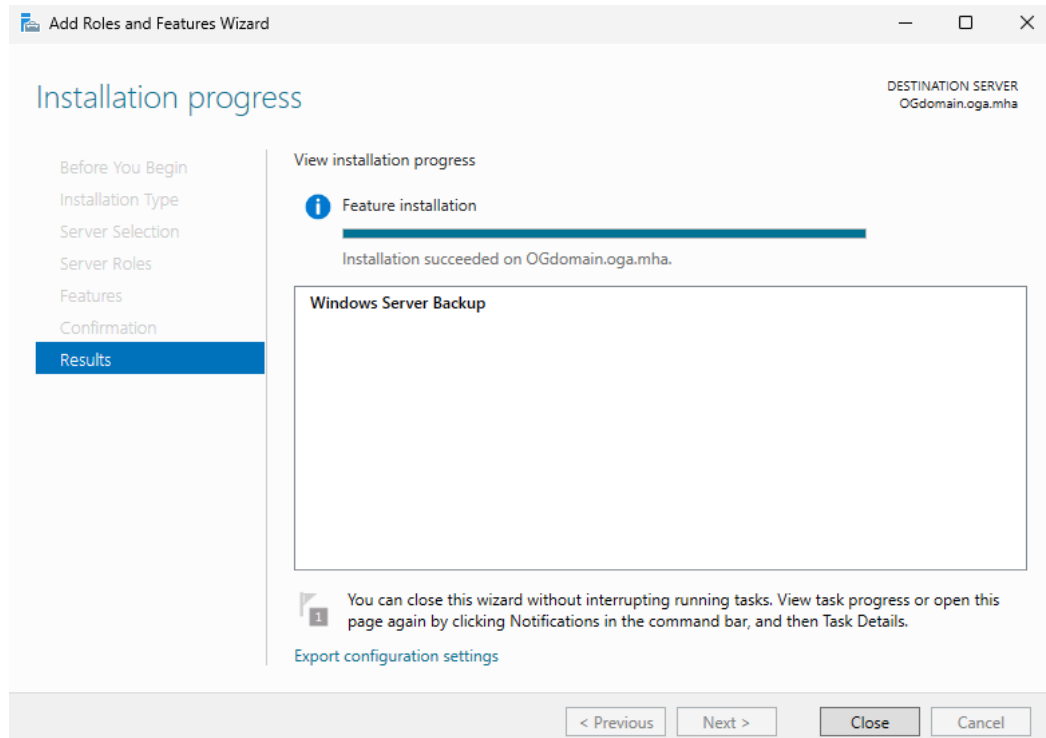 Add Roles and Features Wizard
Installation progress
DESTINATION SERVER
OGdomain.oga.mha
Before You Begin
Installation Type
Server Selection
Server Roles
Features
Confirmation
Results
View installation progress
Feature installation
Installation succeeded on OGdomain.oga.mha.
Windows Server Backup
1
You can close this wizard without interrupting running tasks. View task progress or open this
page again by clicking Notifications in the command bar, and then Task Details.
Export configuration settings
< Previous
Next >
Close
Cancel